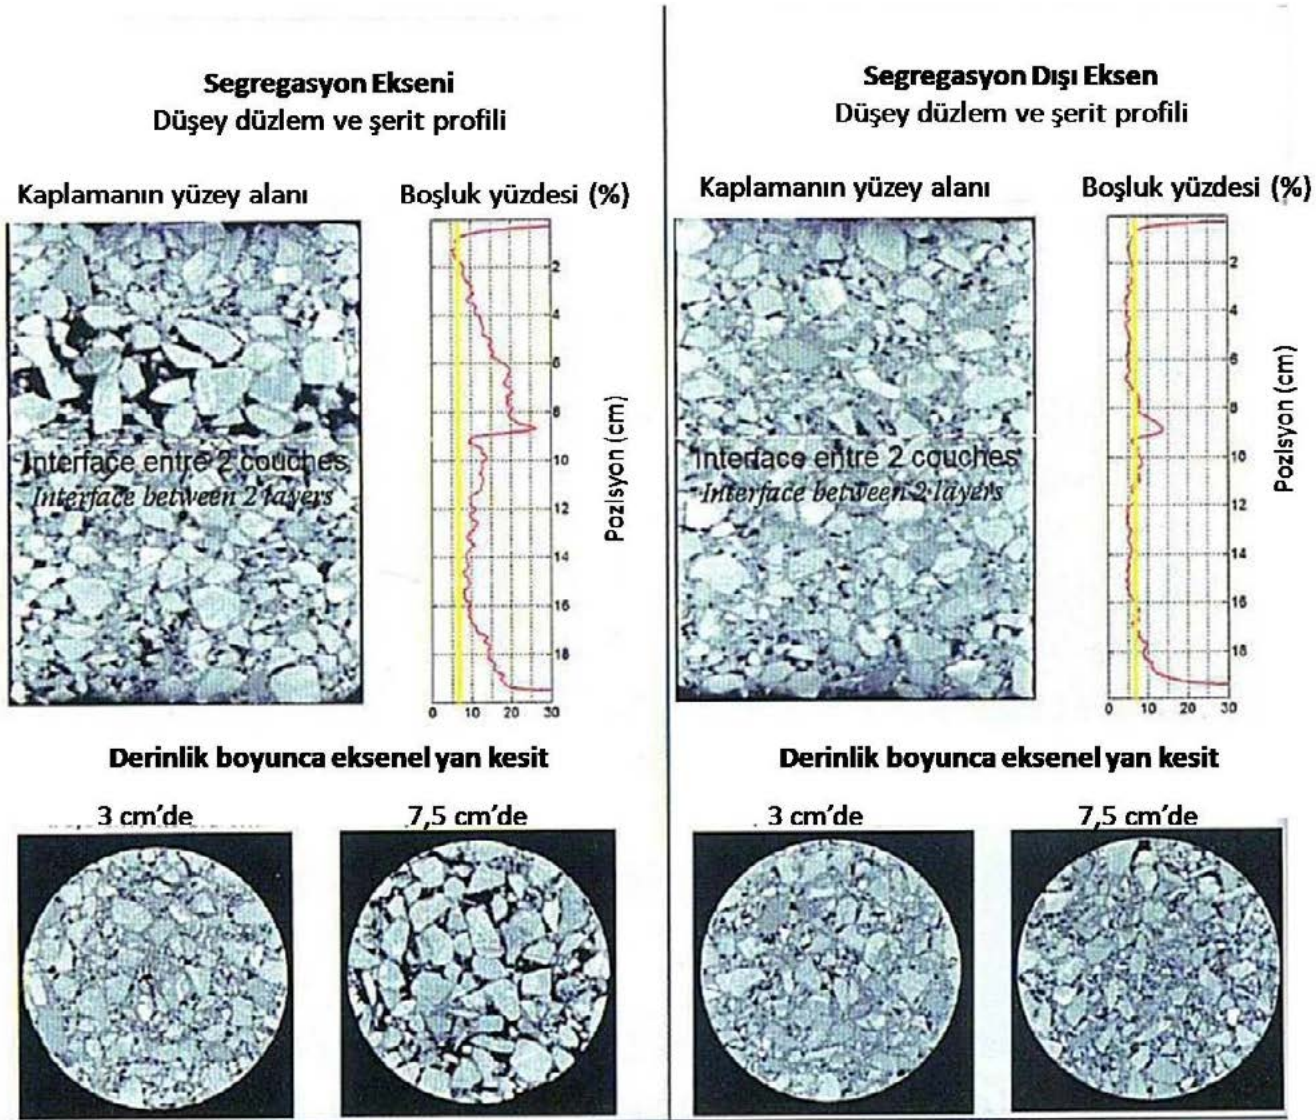 Segregasyon Ekseni
Düşey düzlem ve şerit profili
Kaplamanın yüzey alanı
Boşluk yüzdesi (%)
Interface entre 2 couches
Interface between 2 layers
2
4
6
8
10
12
14
16
18
0 10 20 30
Pozisyon (cm)
Segregasyon Dışı Eksen
Düşey düzlem ve şerit profili
Kaplamanın yüzey alanı
Boşluk yüzdesi (%)
Interface entre 2 couches
Interface between 2 layers
2
4
6
8
10
12
14
16
18
0 10 20 30
Pozisyon (cm)
Derinlik boyunca eksenel yan kesit
3 cm’de
7,5 cm’de
Derinlik boyunca eksenel yan kesit
3 cm’de
7,5 cm’de